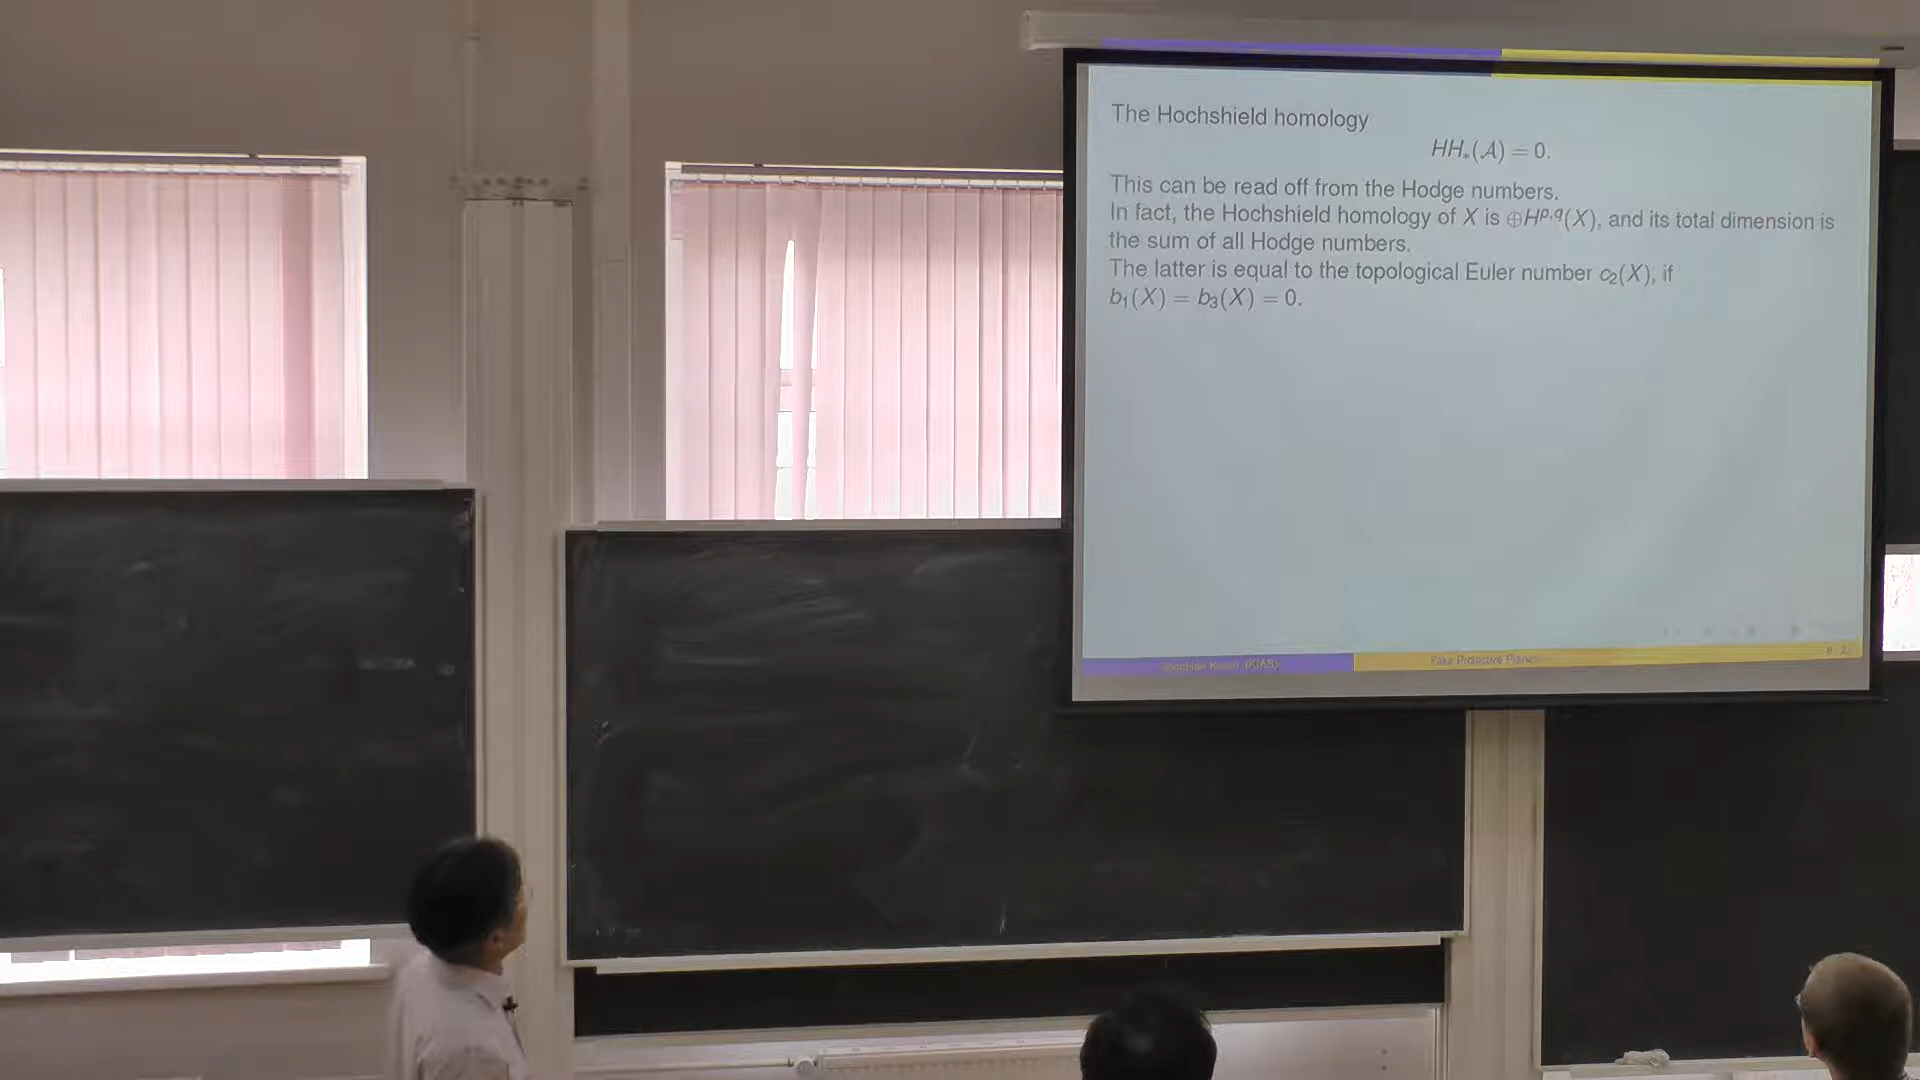 The Hochshield homology
HH*(𝒜) = 0.
This can be read off from the Hodge numbers.
In fact, the Hochshield homology of X is ⊕H^{p,q}(X), and its total dimension is
the sum of all Hodge numbers.
The latter is equal to the topological Euler number c₂(X), if
b₁(X) = b₃(X) = 0.
(KIAS)
Fake Projective Planes